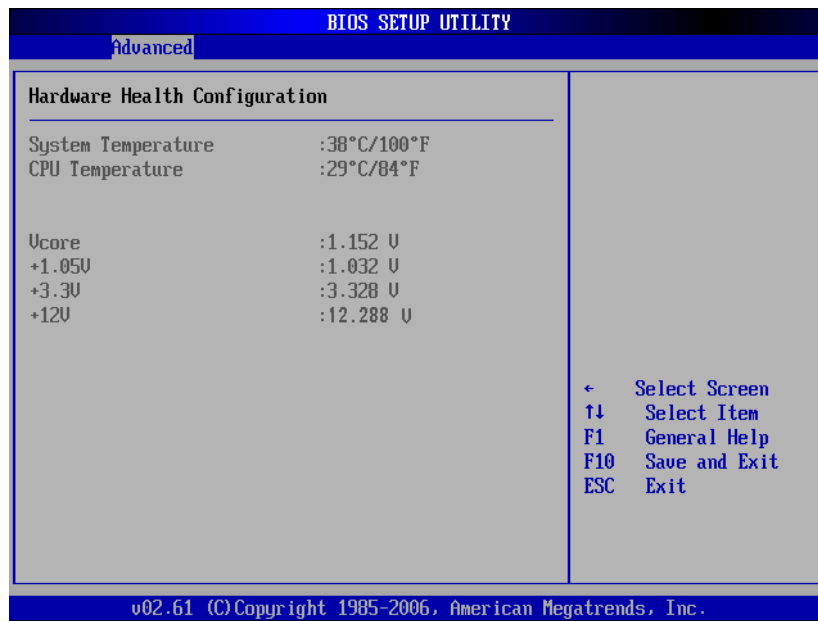 BIOS SETUP UTILITY
Advanced
Hardware Health Configuration
System Temperature :38°C/100°F
CPU Temperature :29°C/84°F
Vcore :1.152 V
+1.05V :1.032 V
+3.3V :3.328 V
+12V :12.288 V
← Select Screen
↑↓ Select Item
F1 General Help
F10 Save and Exit
ESC Exit
v02.61 (C)Copyright 1985-2006, American Megatrends, Inc.